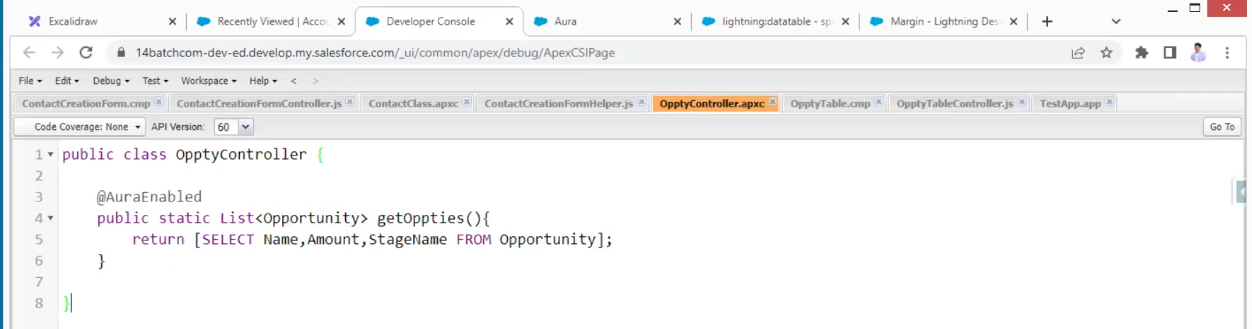 Excalidraw
Recently Viewed | Accou
Developer Console
Aura
lightning:datatable - sp
Margin - Lightning Des
14batchcom-dev-ed.develop.my.salesforce.com/_ui/common/apex/debug/ApexCSIPage
File Edit Debug Test Workspace Help < >
ContactCreationForm.cmp ContactCreationFormController.js ContactClass.apxc ContactCreationFormHelper.js OpptyController.apxc OpptyTable.cmp OpptyTableController.js TestApp.app
Code Coverage: None API Version: 60 Go To
1 public class OpptyController {
2
3 @AuraEnabled
4 public static List<Opportunity> getOppties(){
5 return [SELECT Name,Amount,StageName FROM Opportunity];
6 }
7
8 }